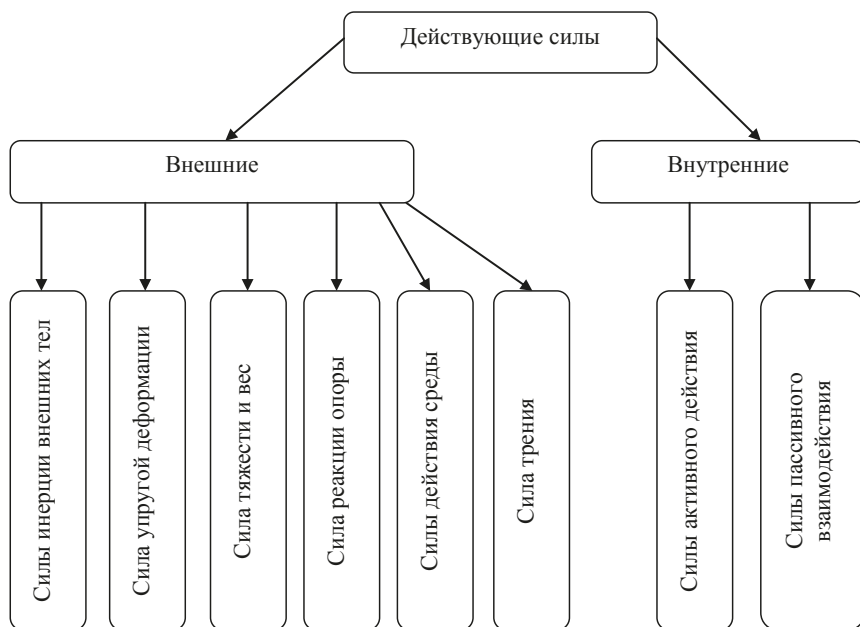 Действующие силы
Внешние
Внутренние
Силы инерции внешних тел
Сила упругой деформации
Сила тяжести и вес
Сила реакции опоры
Силы действия среды
Сила трения
Силы активного действия
Силы пассивного
взаимодействия